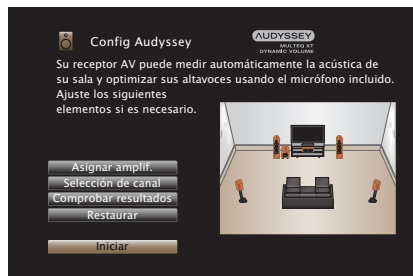 Config Audyssey
AUDYSSEY
MULTEQ XT
DYNAMIC VOLUME
Su receptor AV puede medir automáticamente la acústica de
su sala y optimizar sus altavoces usando el micrófono incluido.
Ajuste los siguientes
elementos si es necesario.
Asignar amplif.
Selección de canal
Comprobar resultados
Restaurar
Iniciar